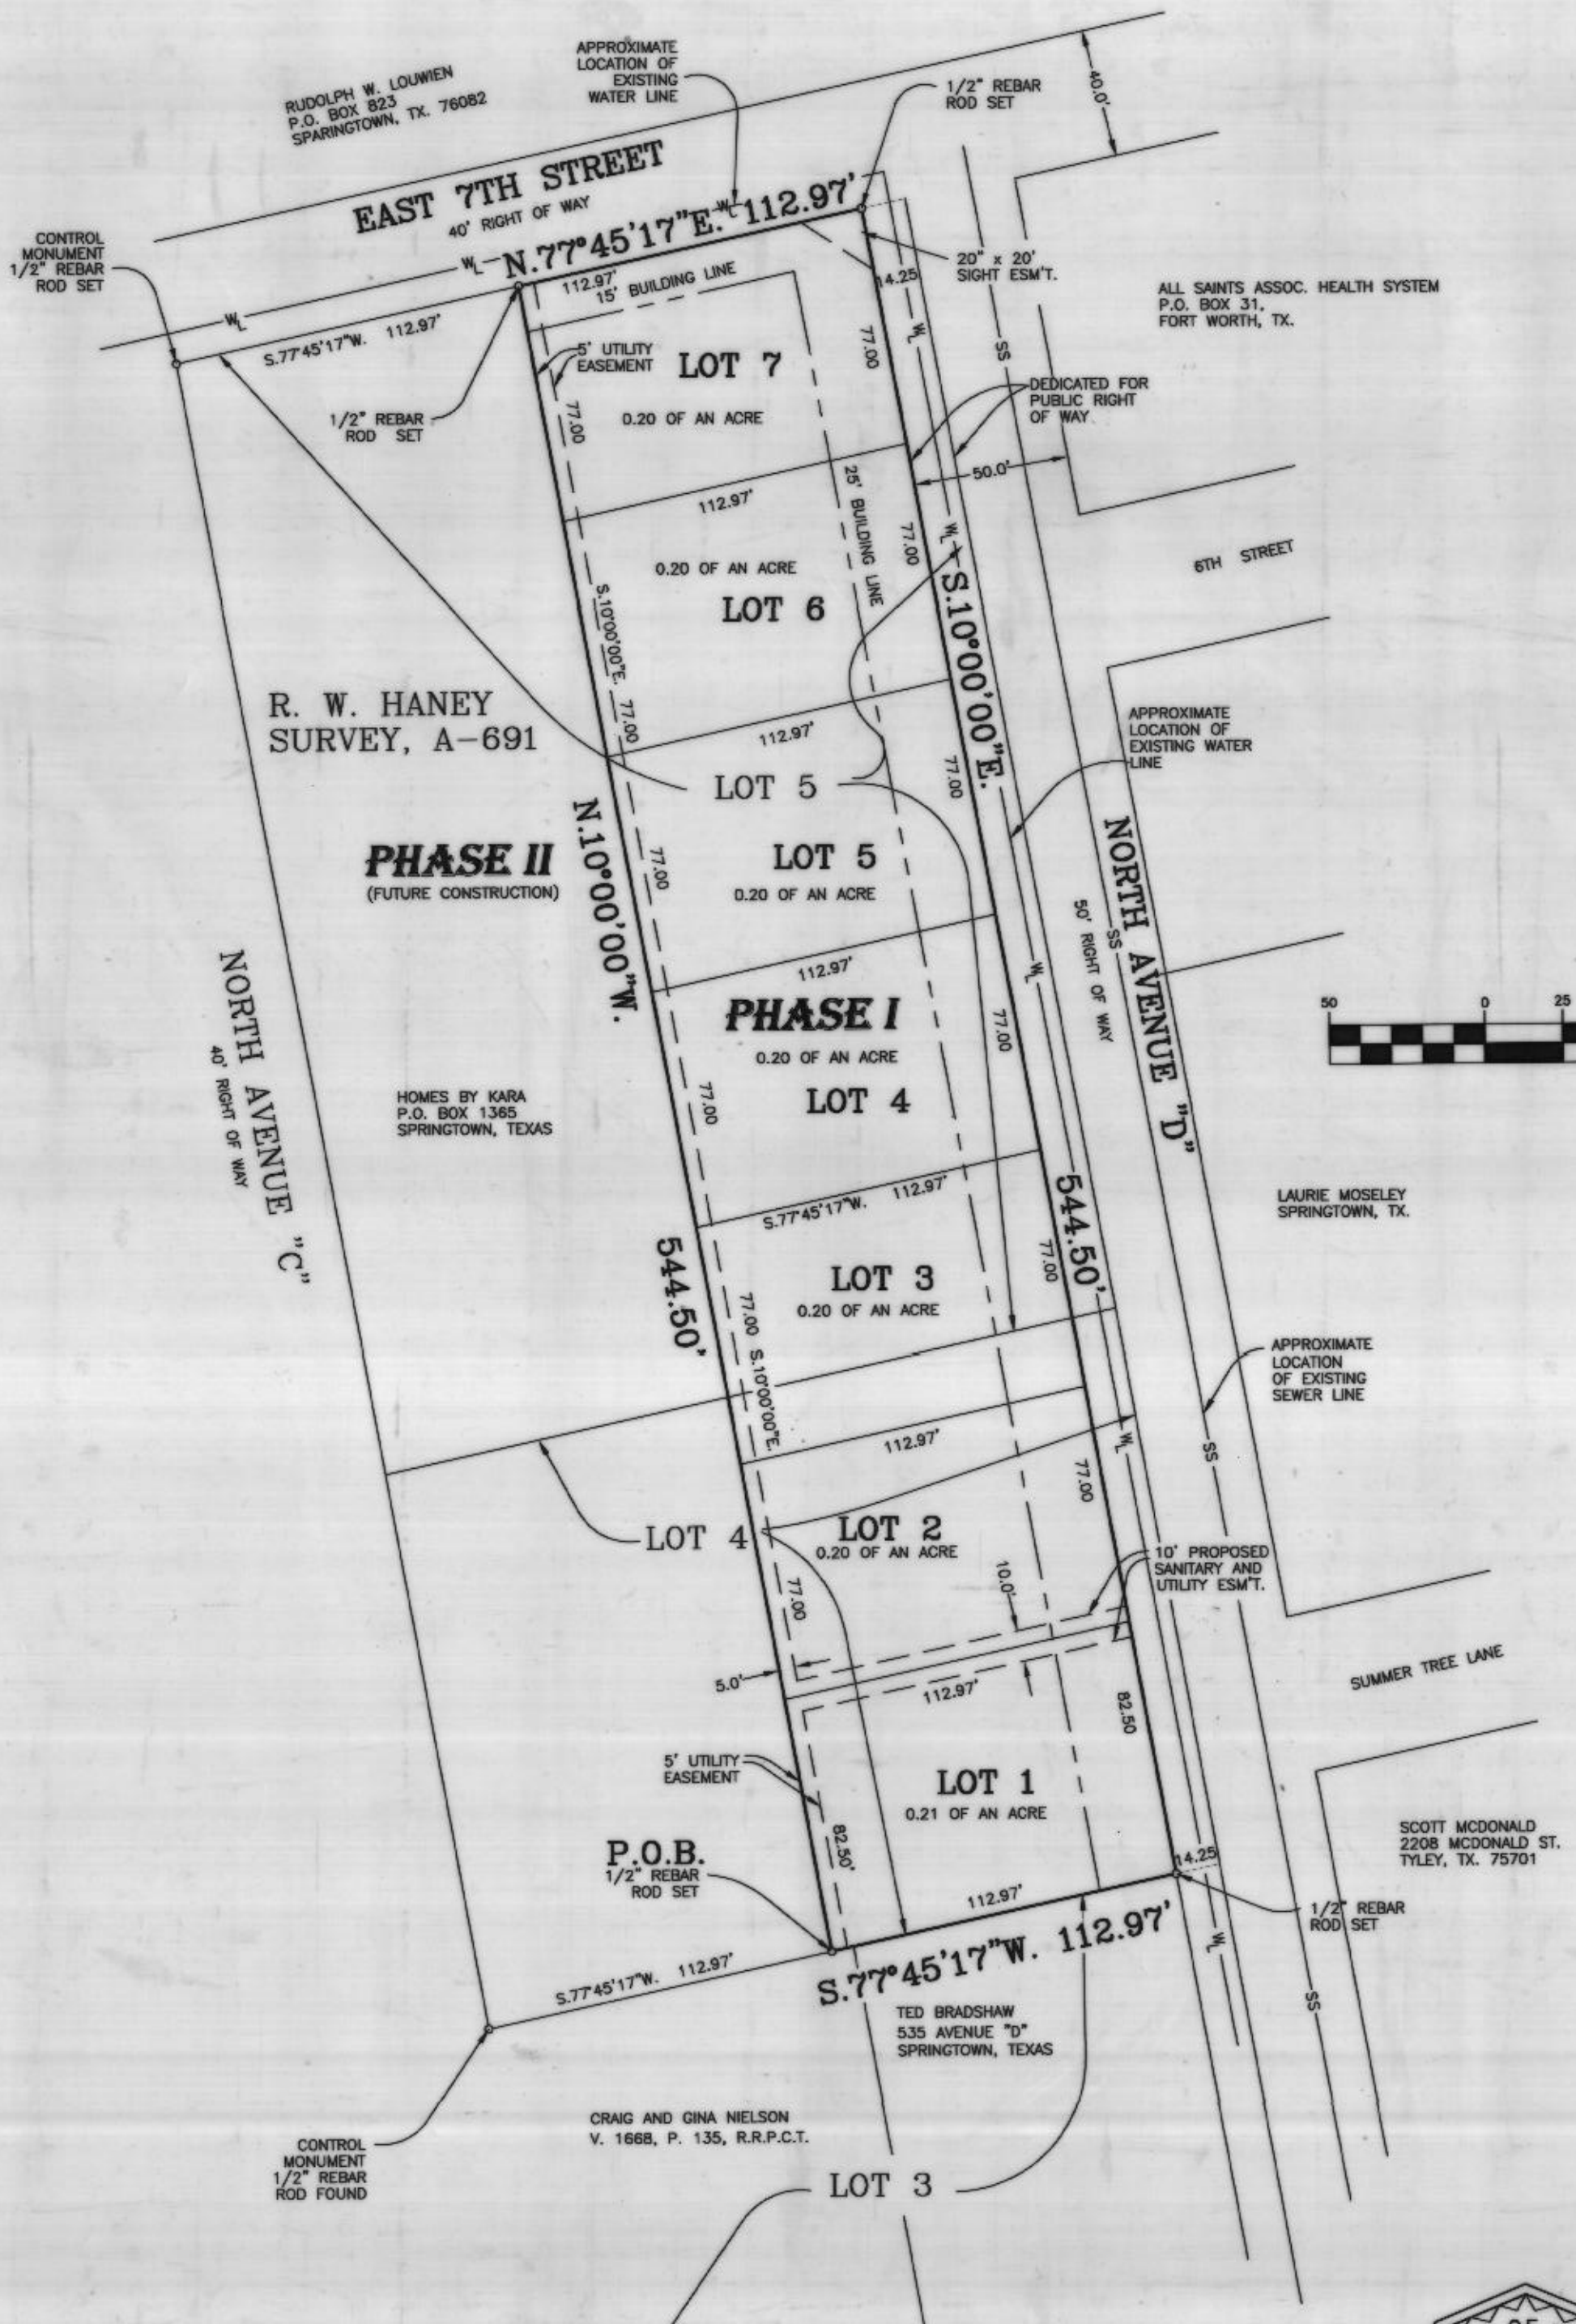 APPROXIMATE
LOCATION OF
EXISTING
WATER LINE
RUDOLPH W. LOUWIEN
P.O. BOX 823
SPARINGTOWN, TX. 76082
1/2" REBAR
ROD SET
40.0'
EAST 7TH STREET
40' RIGHT OF WAY
CONTROL
MONUMENT
1/2" REBAR
ROD SET
WL
WL
WL
N.77°45'17"E. 112.97'
112.97'
15' BUILDING LINE
S.77°45'17"W. 112.97'
14.25
20" x 20'
SIGHT ESM'T.
ALL SAINTS ASSOC. HEALTH SYSTEM
P.O. BOX 31,
FORT WORTH, TX.
5' UTILITY
EASEMENT
LOT 7
0.20 OF AN ACRE
77.00
77.00
WL
SS
1/2" REBAR
ROD SET
DEDICATED FOR
PUBLIC RIGHT
OF WAY
50.0'
112.97'
25' BUILDING LINE
77.00
WL
6TH STREET
0.20 OF AN ACRE
LOT 6
S.10°00'00"E. 77.00
S.10°00'00"E.
R. W. HANEY
SURVEY, A-691
112.97'
APPROXIMATE
LOCATION OF
EXISTING WATER
LINE
LOT 5
77.00
PHASE II
(FUTURE CONSTRUCTION)
N.10°00'00"W.
77.00
LOT 5
0.20 OF AN ACRE
NORTH AVENUE "D"
50' RIGHT OF WAY
SS
WL
112.97'
NORTH AVENUE "C"
40' RIGHT OF WAY
PHASE I
0.20 OF AN ACRE
LOT 4
77.00
77.00
50
0
25
HOMES BY KARA
P.O. BOX 1365
SPRINGTOWN, TEXAS
S.77°45'17"W. 112.97'
544.50'
544.50'
LAURIE MOSELEY
SPRINGTOWN, TX.
LOT 3
0.20 OF AN ACRE
77.00
77.00 S.10°00'00"E.
APPROXIMATE
LOCATION
OF EXISTING
SEWER LINE
112.97'
WL
SS
77.00
LOT 4
LOT 2
0.20 OF AN ACRE
10.0'
10' PROPOSED
SANITARY AND
UTILITY ESM'T.
77.00
5.0'
112.97'
SUMMER TREE LANE
82.50
5' UTILITY
EASEMENT
LOT 1
0.21 OF AN ACRE
82.50'
P.O.B.
1/2" REBAR
ROD SET
14.25
SCOTT MCDONALD
2208 MCDONALD ST.
TYLEY, TX. 75701
112.97'
1/2" REBAR
ROD SET
WL
S.77°45'17"W. 112.97'
S.77°45'17"W. 112.97'
SS
TED BRADSHAW
535 AVENUE "D"
SPRINGTOWN, TEXAS
CRAIG AND GINA NIELSON
V. 1668, P. 135, R.R.P.C.T.
CONTROL
MONUMENT
1/2" REBAR
ROD FOUND
LOT 3